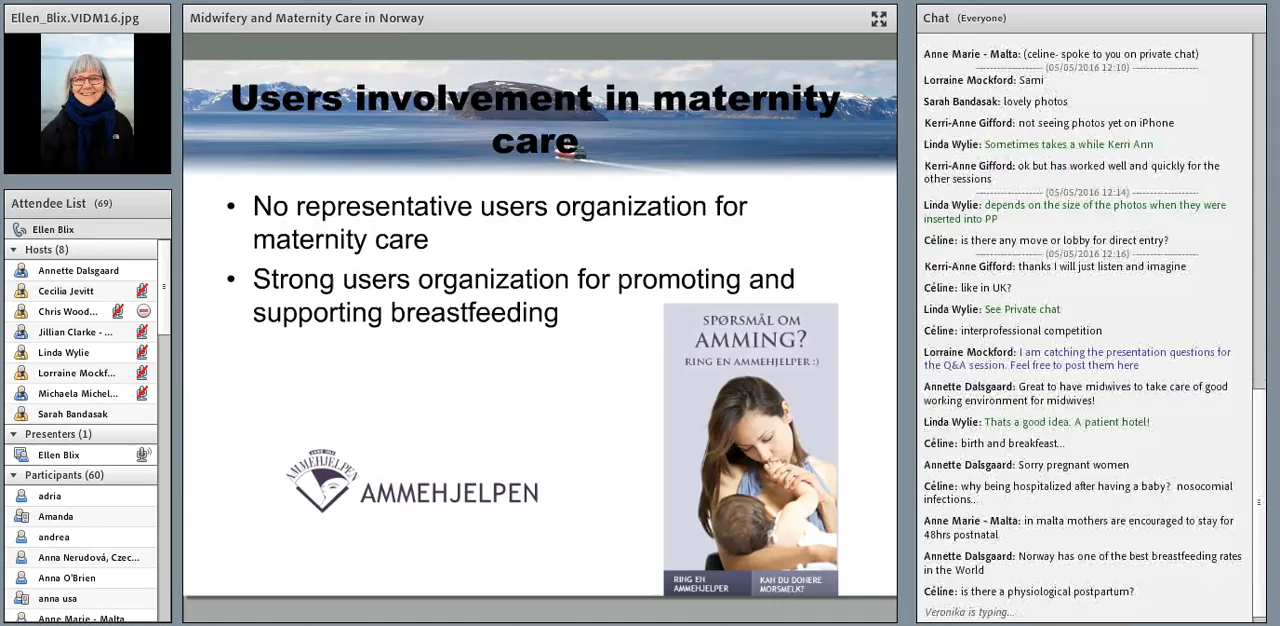 Ellen_Blix.VIDM16.jpg
Attendee List (69)
Ellen Blix
Hosts (8)
Annette Dalsgaard
Cecilia Jevitt
Chris Wood...
Jillian Clarke - ...
Linda Wylie
Lorraine Mockf...
Michaela Michel...
Sarah Bandasak
Presenters (1)
Ellen Blix
Participants (60)
adria
Amanda
andrea
Anna Nerudová, Czec...
Anna O'Brien
anna usa
Anne Marie - Malta
Midwifery and Maternity Care in Norway
Users involvement in maternity
care
• No representative users organization for
maternity care
• Strong users organization for promoting and
supporting breastfeeding
AMMEHJELPEN
AMMEHJELPEN
SPØRSMÅL OM
AMMING?
RING EN AMMEHJELPER :)
RING EN
AMMEHJELPER
KAN DU DONERE
MORSMELK?
Chat (Everyone)
Anne Marie - Malta: (celine- spoke to you on private chat)
(05/05/2016 12:10)
Lorraine Mockford: Sami
Sarah Bandasak: lovely photos
Kerri-Anne Gifford: not seeing photos yet on iPhone
Linda Wylie: Sometimes takes a while Kerri Ann
Kerri-Anne Gifford: ok but has worked well and quickly for the
other sessions
(05/05/2016 12:14)
Linda Wylie: depends on the size of the photos when they were
inserted into PP
Céline: is there any move or lobby for direct entry?
(05/05/2016 12:16)
Kerri-Anne Gifford: thanks I will just listen and imagine
Céline: like in UK?
Linda Wylie: See Private chat
Céline: interprofessional competition
Lorraine Mockford: I am catching the presentation questions for
the Q&A session. Feel free to post them here
Annette Dalsgaard: Great to have midwives to take care of good
working environment for midwives!
Linda Wylie: Thats a good idea. A patient hotel!
Céline: birth and breakfeast...
Annette Dalsgaard: Sorry pregnant women
Céline: why being hospitalized after having a baby? nosocomial
infections...
Anne Marie - Malta: in malta mothers are encouraged to stay for
48hrs postnatal
Annette Dalsgaard: Norway has one of the best breastfeeding rates
in the World
Céline: is there a physiological postpartum?
Veronika is typing...